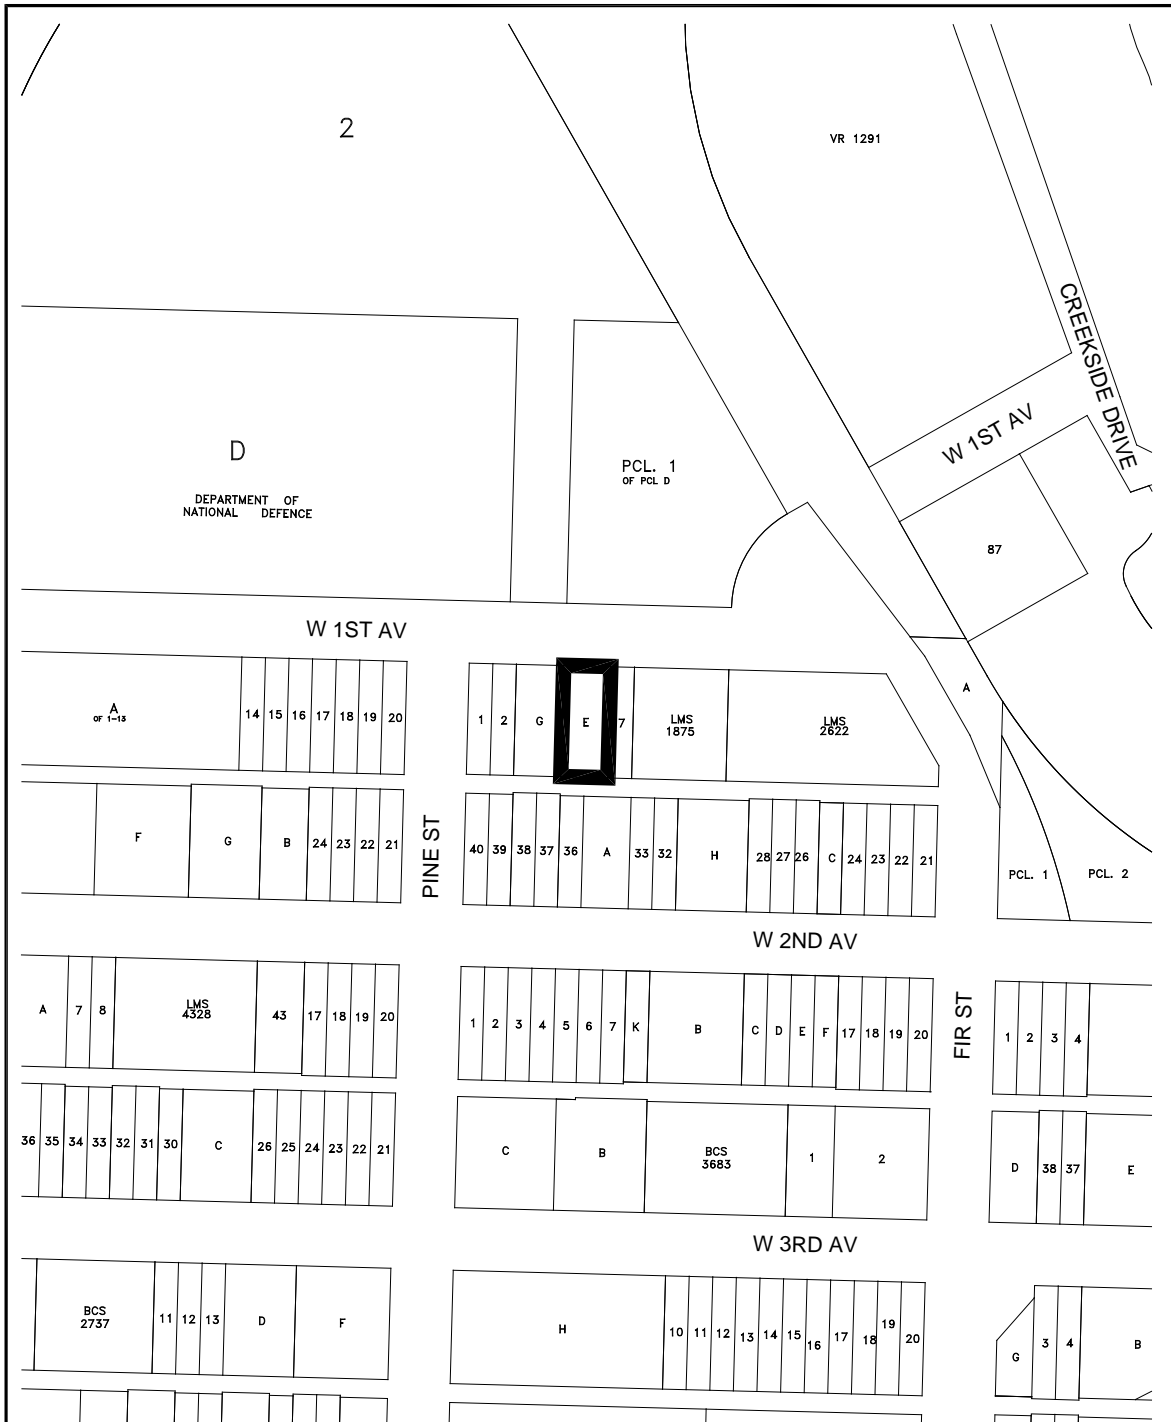 2
VR 1291
CREEKSIDE DRIVE
W 1ST AV
D
DEPARTMENT OF
NATIONAL DEFENCE
PCL. 1
OF PCL D
87
W 1ST AV
A
OF 1-13
14 15 16 17 18 19 20
1 2 G E 7 LMS
1875
LMS
2622
A
F G B 24 23 22 21
PINE ST
40 39 38 37 36 A 33 32 H 28 27 26 C 24 23 22 21
PCL. 1 PCL. 2
W 2ND AV
A 7 8 LMS
4328
43 17 18 19 20
1 2 3 4 5 6 7 K B C D E F 17 18 19 20
FIR ST
1 2 3 4
36 35 34 33 32 31 30 C 26 25 24 23 22 21
C B BCS
3683
1 2
D 38 37 E
W 3RD AV
BCS
2737
11 12 13 D F
H 10 11 12 13 14 15 16 17 18 19 20
G 3 4 B